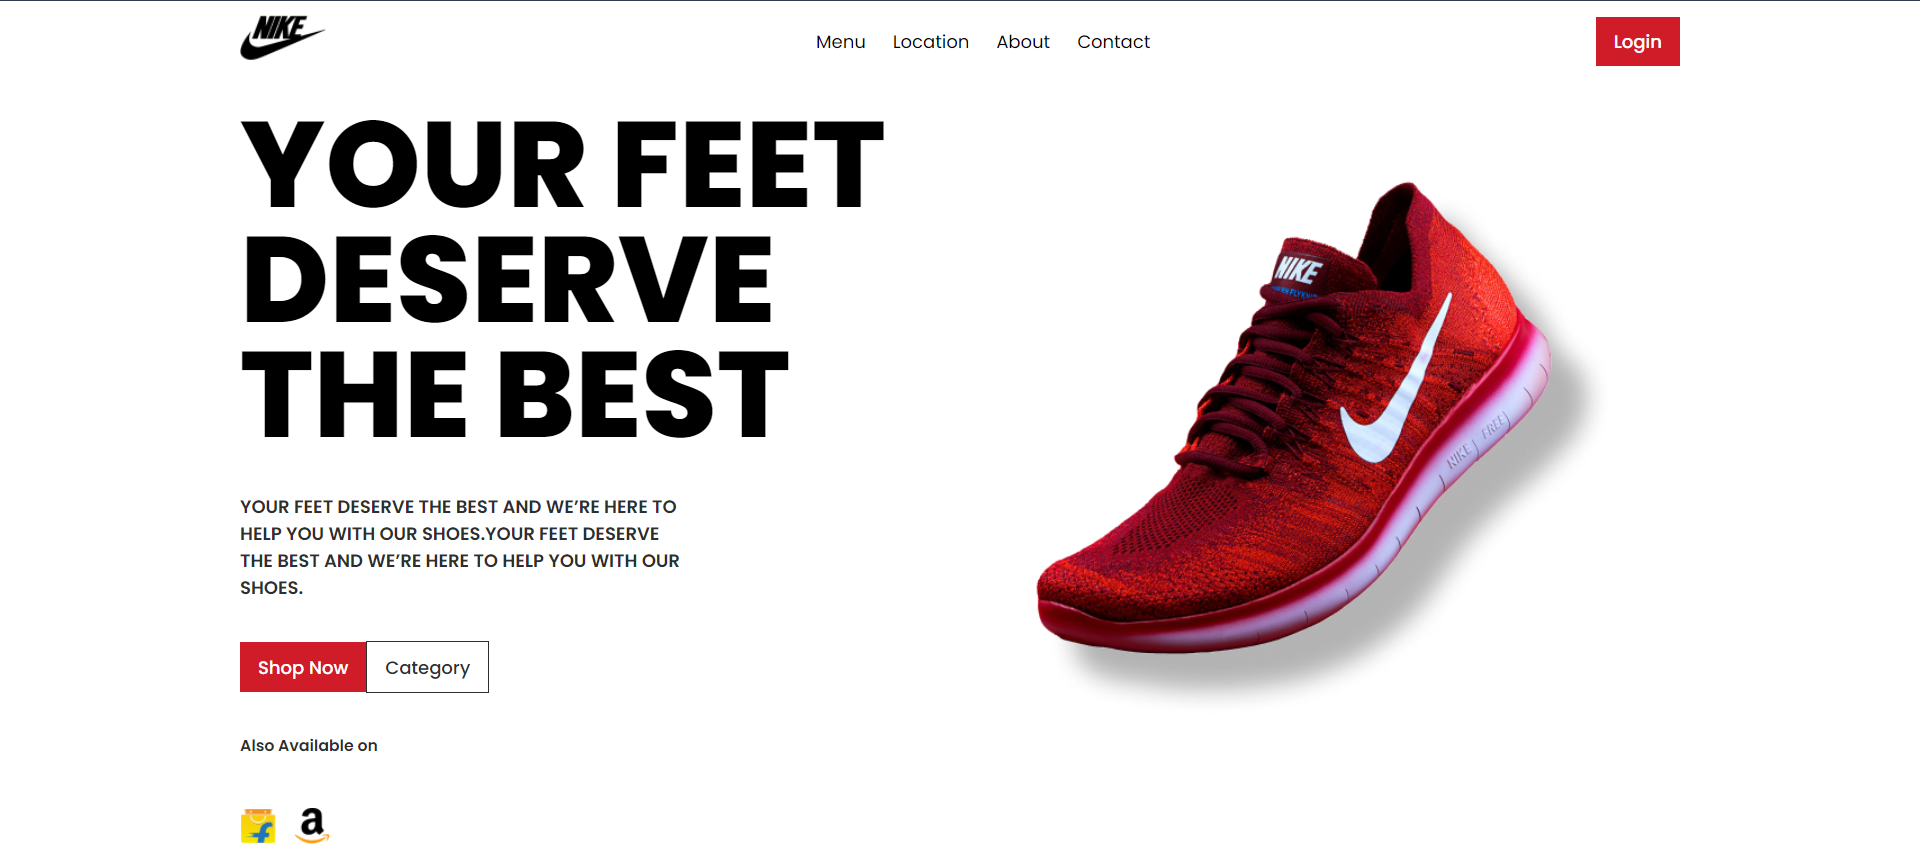 NIKE
Menu Location About Contact
Login
YOUR FEET
DESERVE
THE BEST
YOUR FEET DESERVE THE BEST AND WE’RE HERE TO
HELP YOU WITH OUR SHOES.YOUR FEET DESERVE
THE BEST AND WE’RE HERE TO HELP YOU WITH OUR
SHOES.
Shop Now
Category
Also Available on
a
NIKE
NIKE FREE